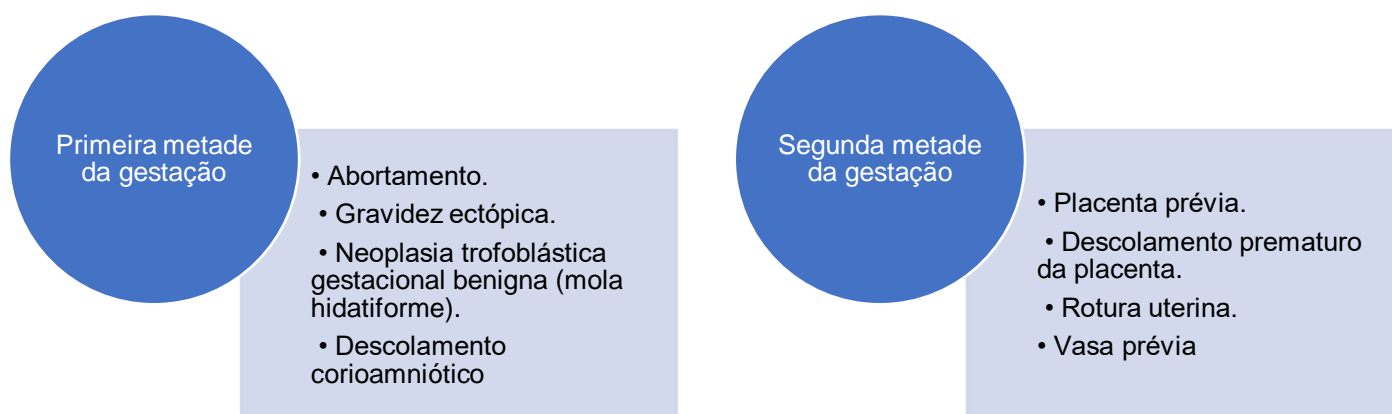 Primeira metade
da gestação
• Abortamento.
• Gravidez ectópica.
• Neoplasia trofoblástica
gestacional benigna (mola
hidatiforme).
• Descolamento
corioamniótico
Segunda metade
da gestação
• Placenta prévia.
• Descolamento prematuro
da placenta.
• Rotura uterina.
• Vasa prévia